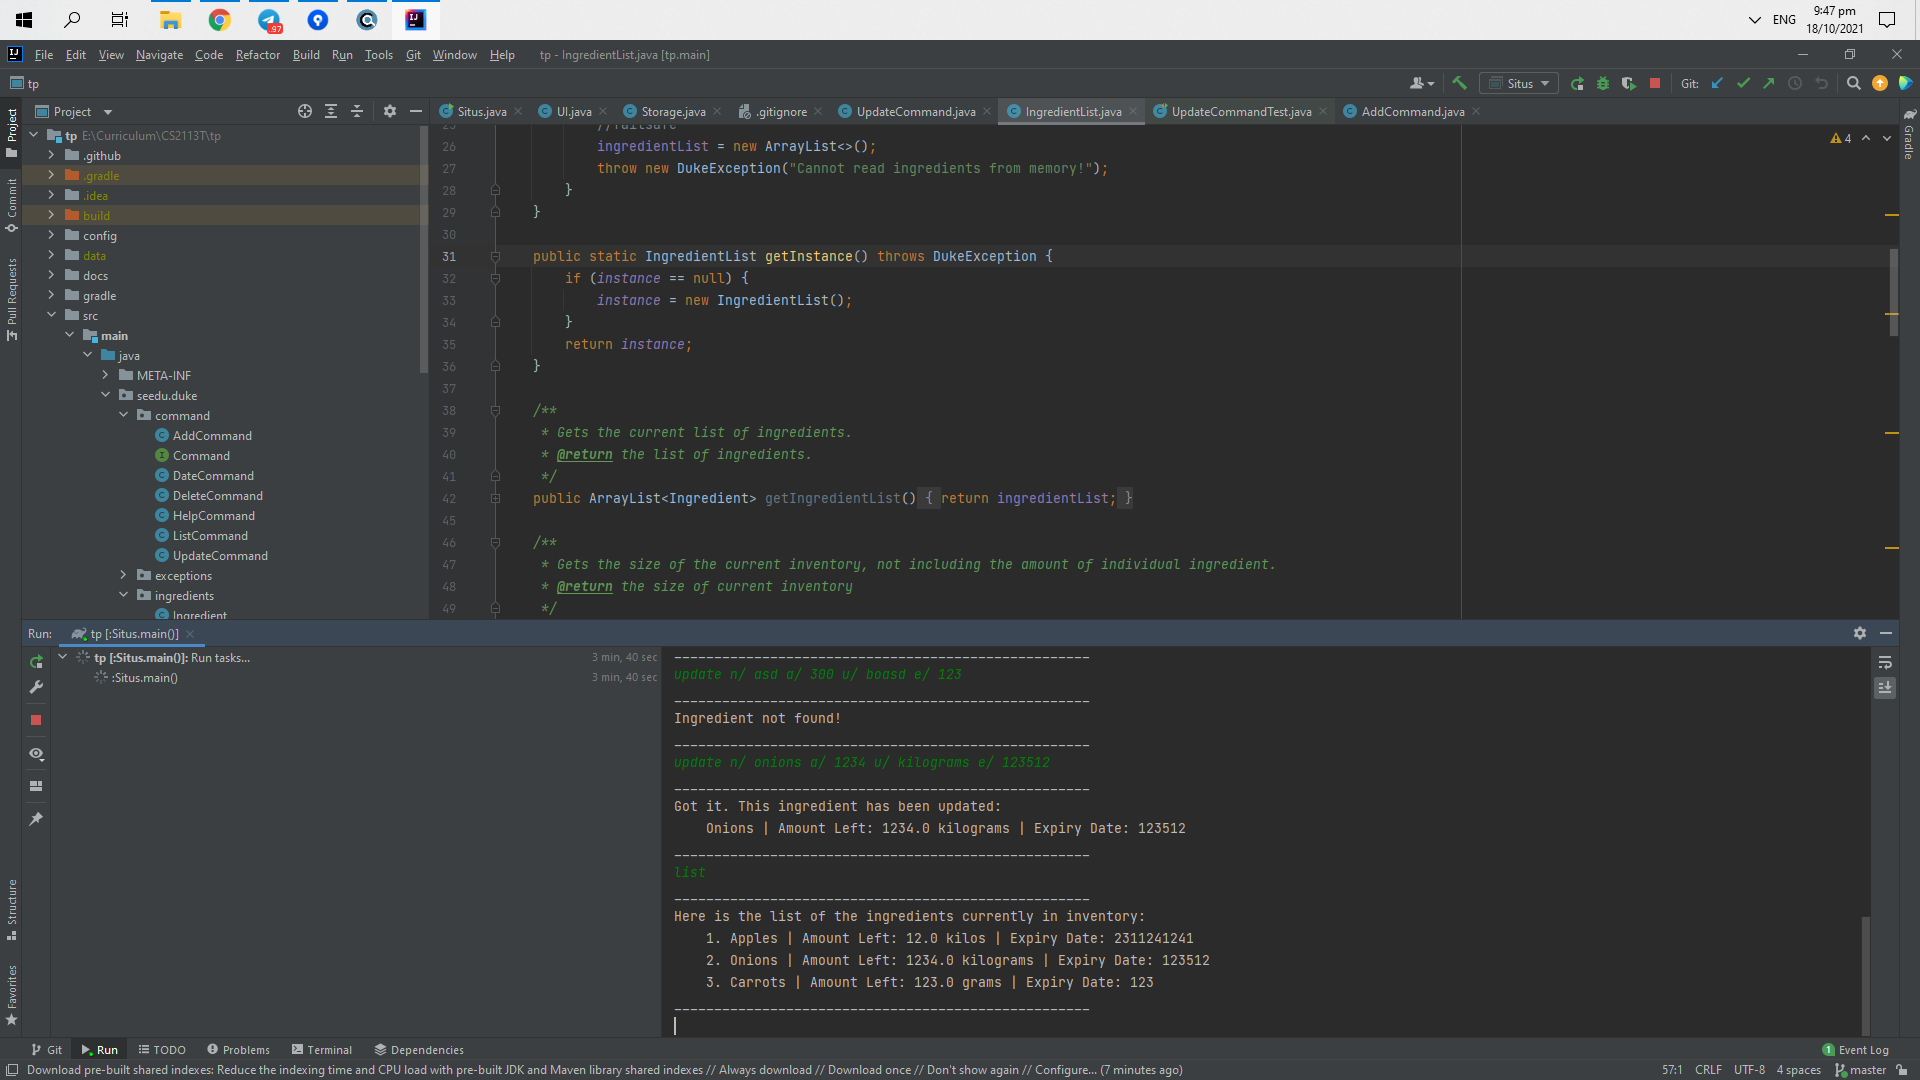 97
ENG
9:47 pm
18/10/2021
File Edit View Navigate Code Refactor Build Run Tools Git Window Help tp - IngredientList.java [tp.main]
tp
Situs
Git:
Project
Situs.java UI.java Storage.java .gitignore UpdateCommand.java IngredientList.java UpdateCommandTest.java AddCommand.java
Project
Commit
Pull Requests
Structure
Favorites
Gradle
tp E:\Curriculum\CS2113T\tp
.github
.gradle
.idea
build
config
data
docs
gradle
src
main
java
META-INF
seedu.duke
command
AddCommand
Command
DateCommand
DeleteCommand
HelpCommand
ListCommand
UpdateCommand
exceptions
ingredients
Ingredient
4
25 //failsafe
26 ingredientList = new ArrayList<>();
27 throw new DukeException("Cannot read ingredients from memory!");
28 }
29 }
30
31 public static IngredientList getInstance() throws DukeException {
32 if (instance == null) {
33 instance = new IngredientList();
34 }
35 return instance;
36 }
37
38 /**
39 * Gets the current list of ingredients.
40 * @return the list of ingredients.
41 */
42 public ArrayList<Ingredient> getIngredientList() { return ingredientList; }
45
46 /**
47 * Gets the size of the current inventory, not including the amount of individual ingredient.
48 * @return the size of current inventory
49 */
Run: tp [:Situs.main()]
tp [:Situs.main()]: Run tasks... 3 min, 40 sec
:Situs.main() 3 min, 40 sec
____________________________________________________
update n/ asd a/ 300 u/ boasd e/ 123
____________________________________________________
Ingredient not found!
____________________________________________________
update n/ onions a/ 1234 u/ kilograms e/ 123512
____________________________________________________
Got it. This ingredient has been updated:
Onions | Amount Left: 1234.0 kilograms | Expiry Date: 123512
____________________________________________________
list
____________________________________________________
Here is the list of the ingredients currently in inventory:
1. Apples | Amount Left: 12.0 kilos | Expiry Date: 2311241241
2. Onions | Amount Left: 1234.0 kilograms | Expiry Date: 123512
3. Carrots | Amount Left: 123.0 grams | Expiry Date: 123
____________________________________________________
Git Run TODO Problems Terminal Dependencies 1 Event Log
Download pre-built shared indexes: Reduce the indexing time and CPU load with pre-built JDK and Maven library shared indexes // Always download // Download once // Don't show again // Configure... (7 minutes ago) 57:1 CRLF UTF-8 4 spaces master